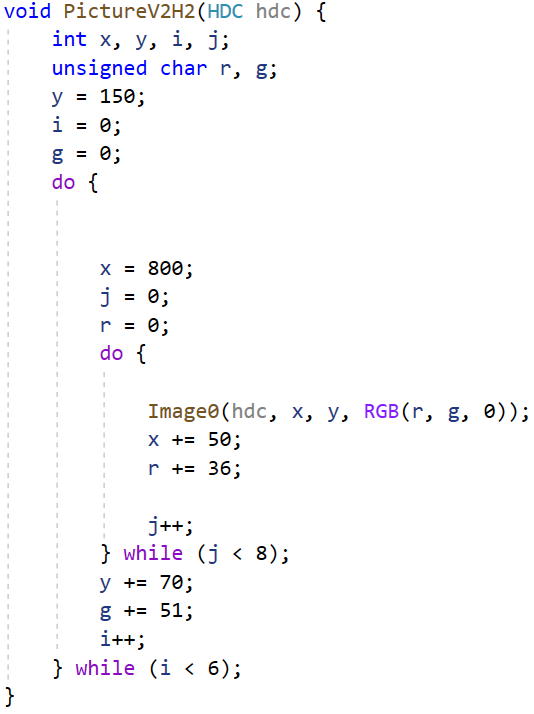 void PictureV2H2(HDC hdc) {
    int x, y, i, j;
    unsigned char r, g;
    y = 150;
    i = 0;
    g = 0;
    do {
        x = 800;
        j = 0;
        r = 0;
        do {
            Image0(hdc, x, y, RGB(r, g, 0));
            x += 50;
            r += 36;
            j++;
        } while (j < 8);
        y += 70;
        g += 51;
        i++;
    } while (i < 6);
}